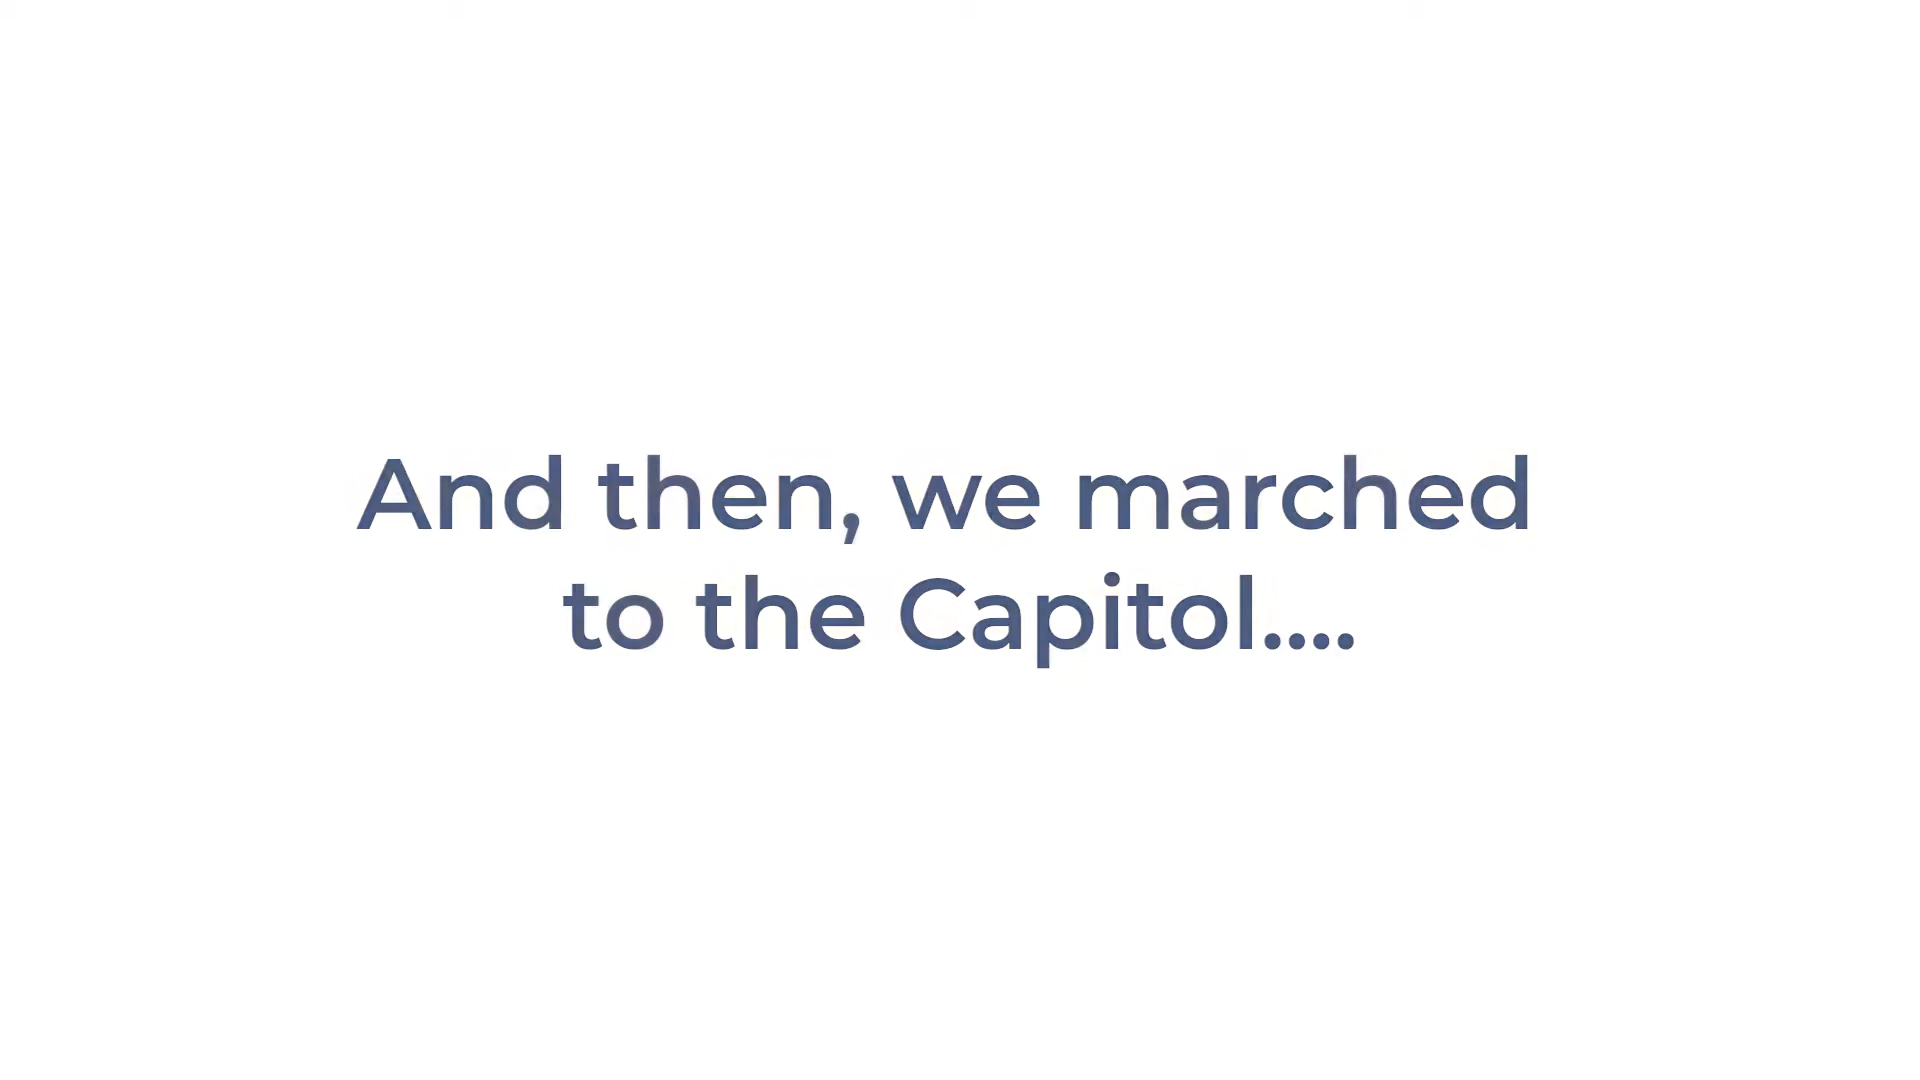 And then, we marched
to the Capitol....